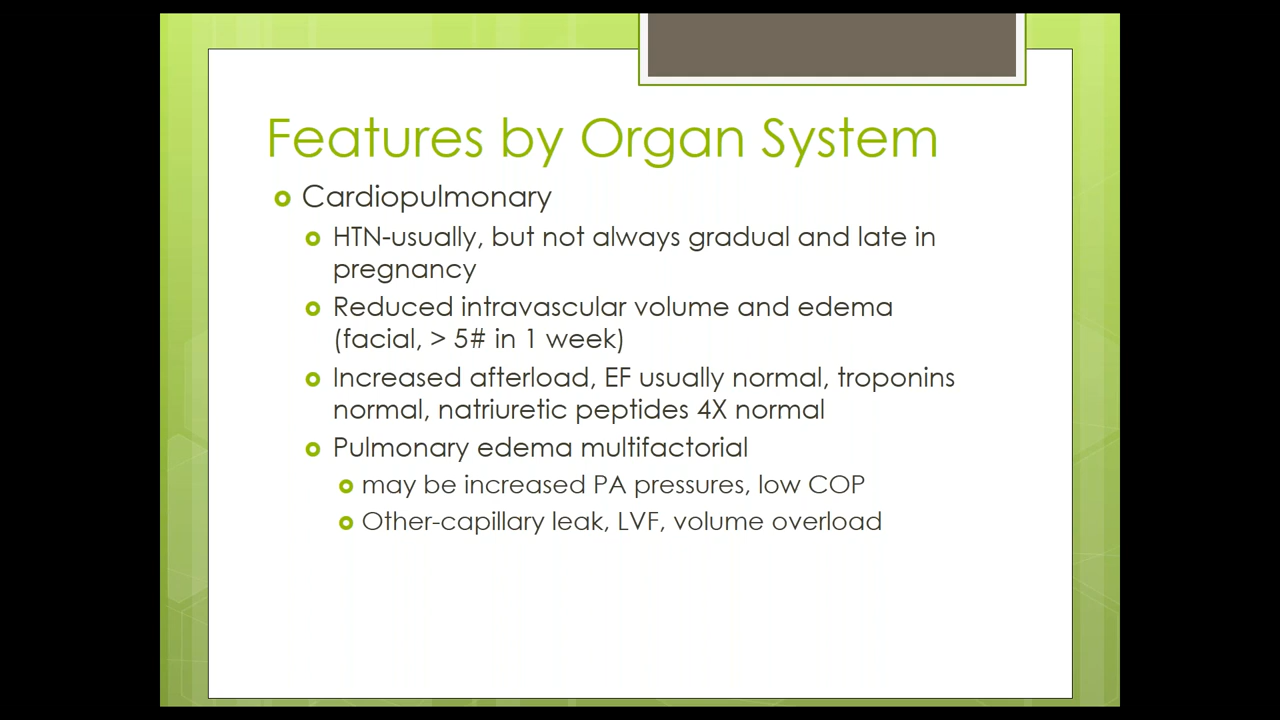 Features by Organ System
Cardiopulmonary
HTN-usually, but not always gradual and late in
pregnancy
Reduced intravascular volume and edema
(facial, > 5# in 1 week)
Increased afterload, EF usually normal, troponins
normal, natriuretic peptides 4X normal
Pulmonary edema multifactorial
may be increased PA pressures, low COP
Other-capillary leak, LVF, volume overload